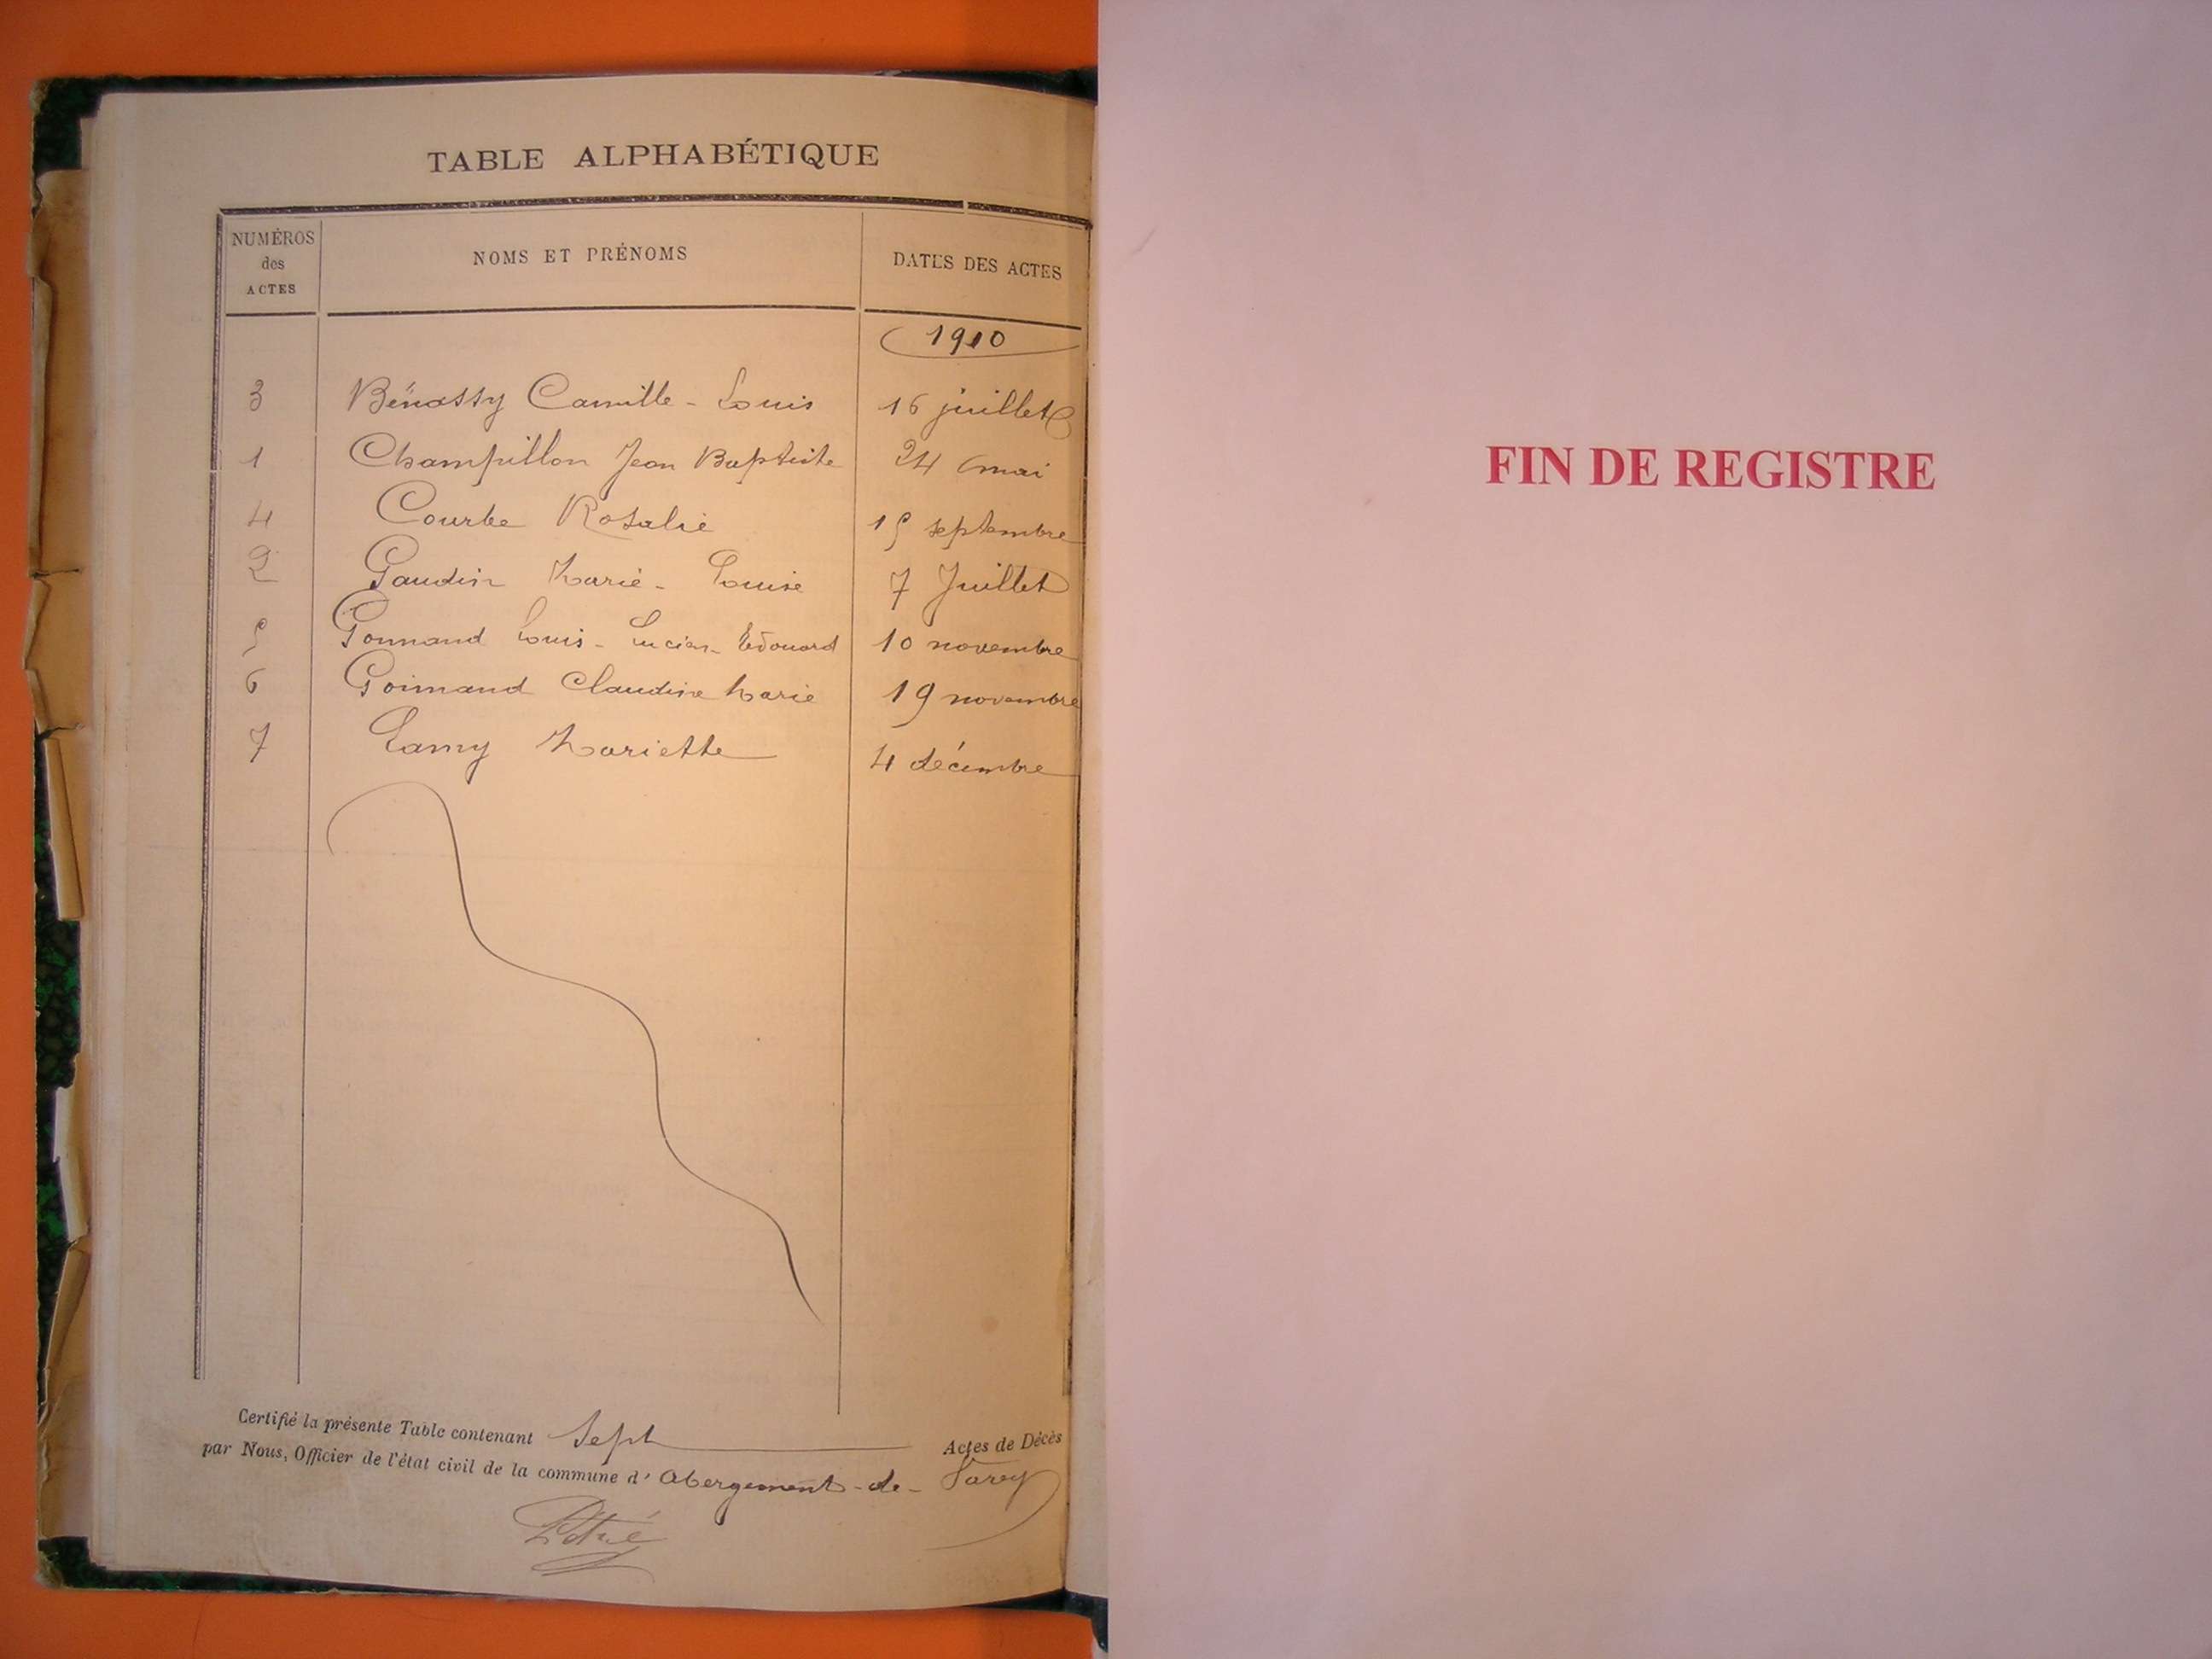 TABLE ALPHABÉTIQUE
NUMÉROS
des
ACTES
NOMS ET PRÉNOMS
DATES DES ACTES
1910
3 Bénassy Camille - Louis 16 juillet
1 Champillon Jean Baptiste 24 mai
4 Courbe Rosalie 15 septembre
2 Gaudin Marie - Louise 7 Juillet
5 Gonnand Louis - Lucien - Edouard 10 novembre
6 Goinnand Claudine Marie 19 novembre
7 Lamy Mariette 4 décembre
Certifié la présente Table contenant Sept Actes de Décès
par Nous, Officier de l'état civil de la commune d' Abergement - de - Varey
FIN DE REGISTRE